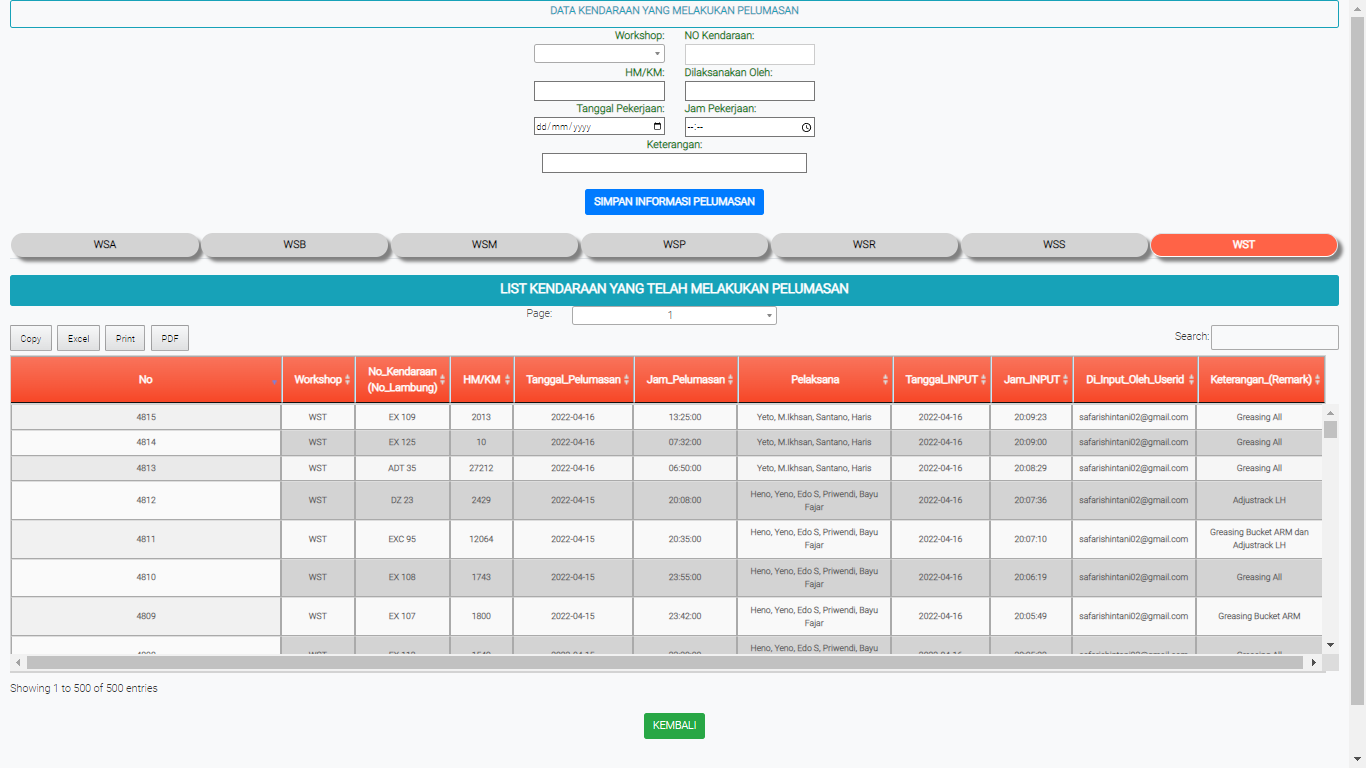 DATA KENDARAAN YANG MELAKUKAN PELUMASAN
Workshop: NO Kendaraan:
HM/KM: Dilaksanakan Oleh:
Tanggal Pekerjaan: Jam Pekerjaan:
dd/mm/yyyy --:--
Keterangan:
SIMPAN INFORMASI PELUMASAN
WSA WSB WSM WSP WSR WSS WST
LIST KENDARAAN YANG TELAH MELAKUKAN PELUMASAN
Page: 1
Copy Excel Print PDF Search:
No Workshop No_Kendaraan (No_Lambung) HM/KM Tanggal_Pelumasan Jam_Pelumasan Pelaksana Tanggal_INPUT Jam_INPUT Di_Input_Oleh_Userid Keterangan_(Remark)
4815 WST EX 109 2013 2022-04-16 13:25:00 Yeto, M.Ikhsan, Santano, Haris 2022-04-16 20:09:23 safarishintani02@gmail.com Greasing All
4814 WST EX 125 10 2022-04-16 07:32:00 Yeto, M.Ikhsan, Santano, Haris 2022-04-16 20:09:00 safarishintani02@gmail.com Greasing All
4813 WST ADT 35 27212 2022-04-16 06:50:00 Yeto, M.Ikhsan, Santano, Haris 2022-04-16 20:08:29 safarishintani02@gmail.com Greasing All
4812 WST DZ 23 2429 2022-04-15 20:08:00 Heno, Yeno, Edo S, Priwendi, Bayu Fajar 2022-04-16 20:07:36 safarishintani02@gmail.com Adjustrack LH
4811 WST EXC 95 12064 2022-04-15 20:35:00 Heno, Yeno, Edo S, Priwendi, Bayu Fajar 2022-04-16 20:07:10 safarishintani02@gmail.com Greasing Bucket ARM dan Adjustrack LH
4810 WST EX 108 1743 2022-04-15 23:55:00 Heno, Yeno, Edo S, Priwendi, Bayu Fajar 2022-04-16 20:06:19 safarishintani02@gmail.com Greasing All
4809 WST EX 107 1800 2022-04-15 23:42:00 Heno, Yeno, Edo S, Priwendi, Bayu Fajar 2022-04-16 20:05:49 safarishintani02@gmail.com Greasing Bucket ARM
Heno, Yeno, Edo S, Priwendi, Bayu
Showing 1 to 500 of 500 entries
KEMBALI